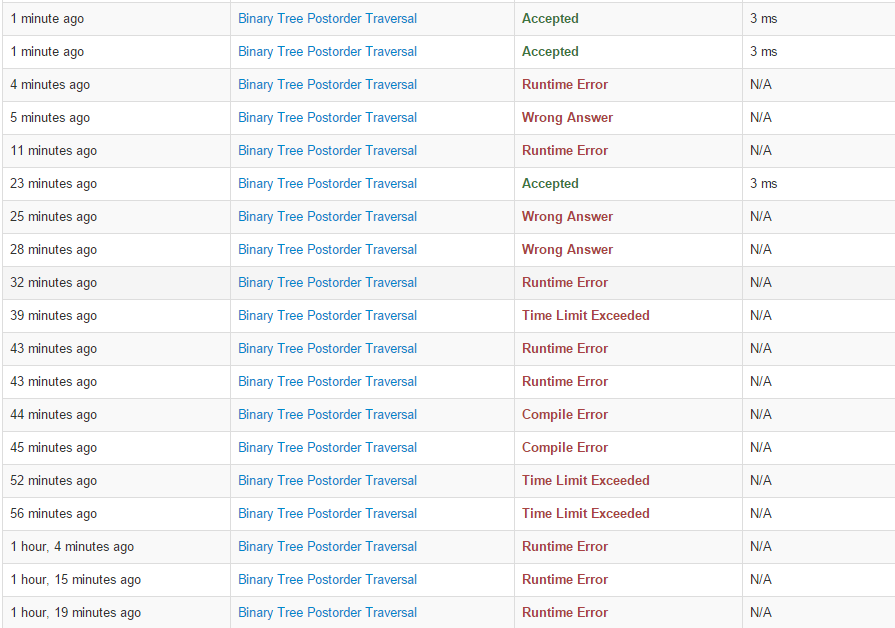 1 minute ago Binary Tree Postorder Traversal Accepted 3 ms
1 minute ago Binary Tree Postorder Traversal Accepted 3 ms
4 minutes ago Binary Tree Postorder Traversal Runtime Error N/A
5 minutes ago Binary Tree Postorder Traversal Wrong Answer N/A
11 minutes ago Binary Tree Postorder Traversal Runtime Error N/A
23 minutes ago Binary Tree Postorder Traversal Accepted 3 ms
25 minutes ago Binary Tree Postorder Traversal Wrong Answer N/A
28 minutes ago Binary Tree Postorder Traversal Wrong Answer N/A
32 minutes ago Binary Tree Postorder Traversal Runtime Error N/A
39 minutes ago Binary Tree Postorder Traversal Time Limit Exceeded N/A
43 minutes ago Binary Tree Postorder Traversal Runtime Error N/A
43 minutes ago Binary Tree Postorder Traversal Runtime Error N/A
44 minutes ago Binary Tree Postorder Traversal Compile Error N/A
45 minutes ago Binary Tree Postorder Traversal Compile Error N/A
52 minutes ago Binary Tree Postorder Traversal Time Limit Exceeded N/A
56 minutes ago Binary Tree Postorder Traversal Time Limit Exceeded N/A
1 hour, 4 minutes ago Binary Tree Postorder Traversal Runtime Error N/A
1 hour, 15 minutes ago Binary Tree Postorder Traversal Runtime Error N/A
1 hour, 19 minutes ago Binary Tree Postorder Traversal Runtime Error N/A